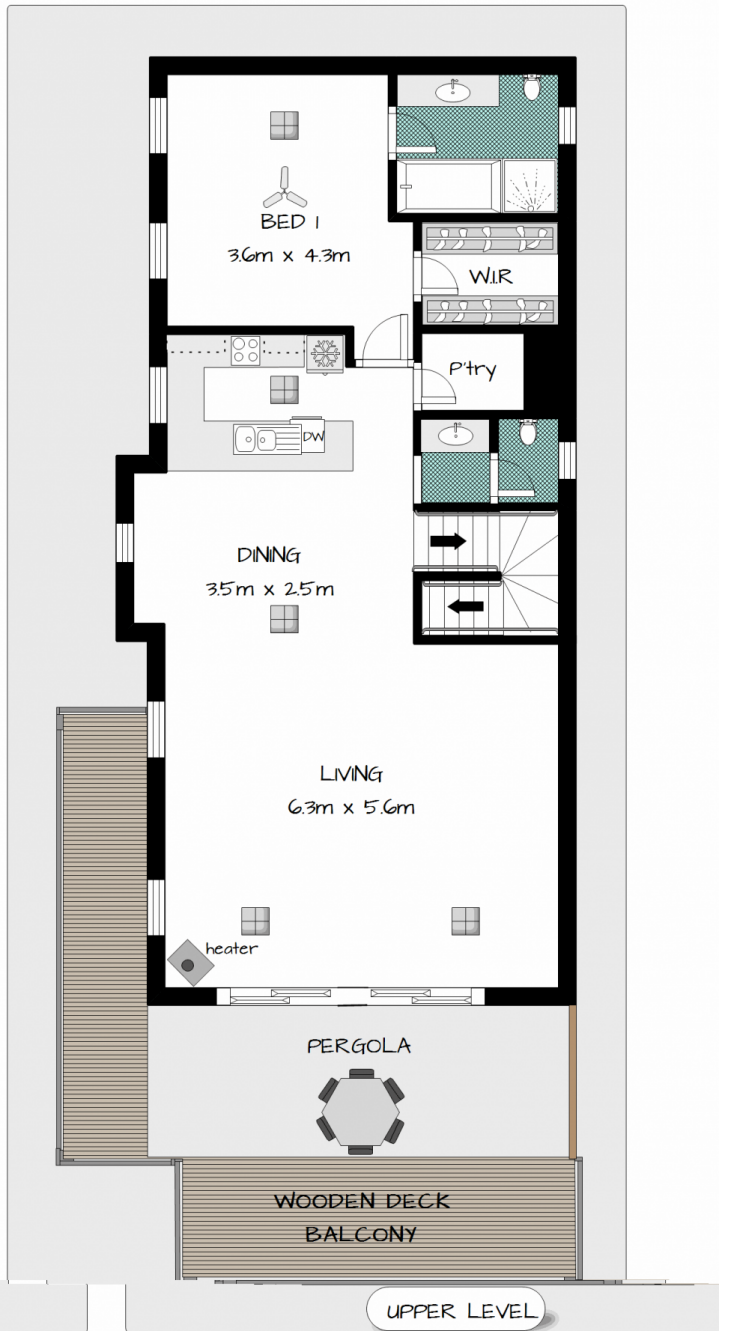 BED 1
3.6m x 4.3m
W.I.R
P'try
DW
DINING
3.5m x 2.5m
LIVING
6.3m x 5.6m
heater
PERGOLA
WOODEN DECK
BALCONY
UPPER LEVEL